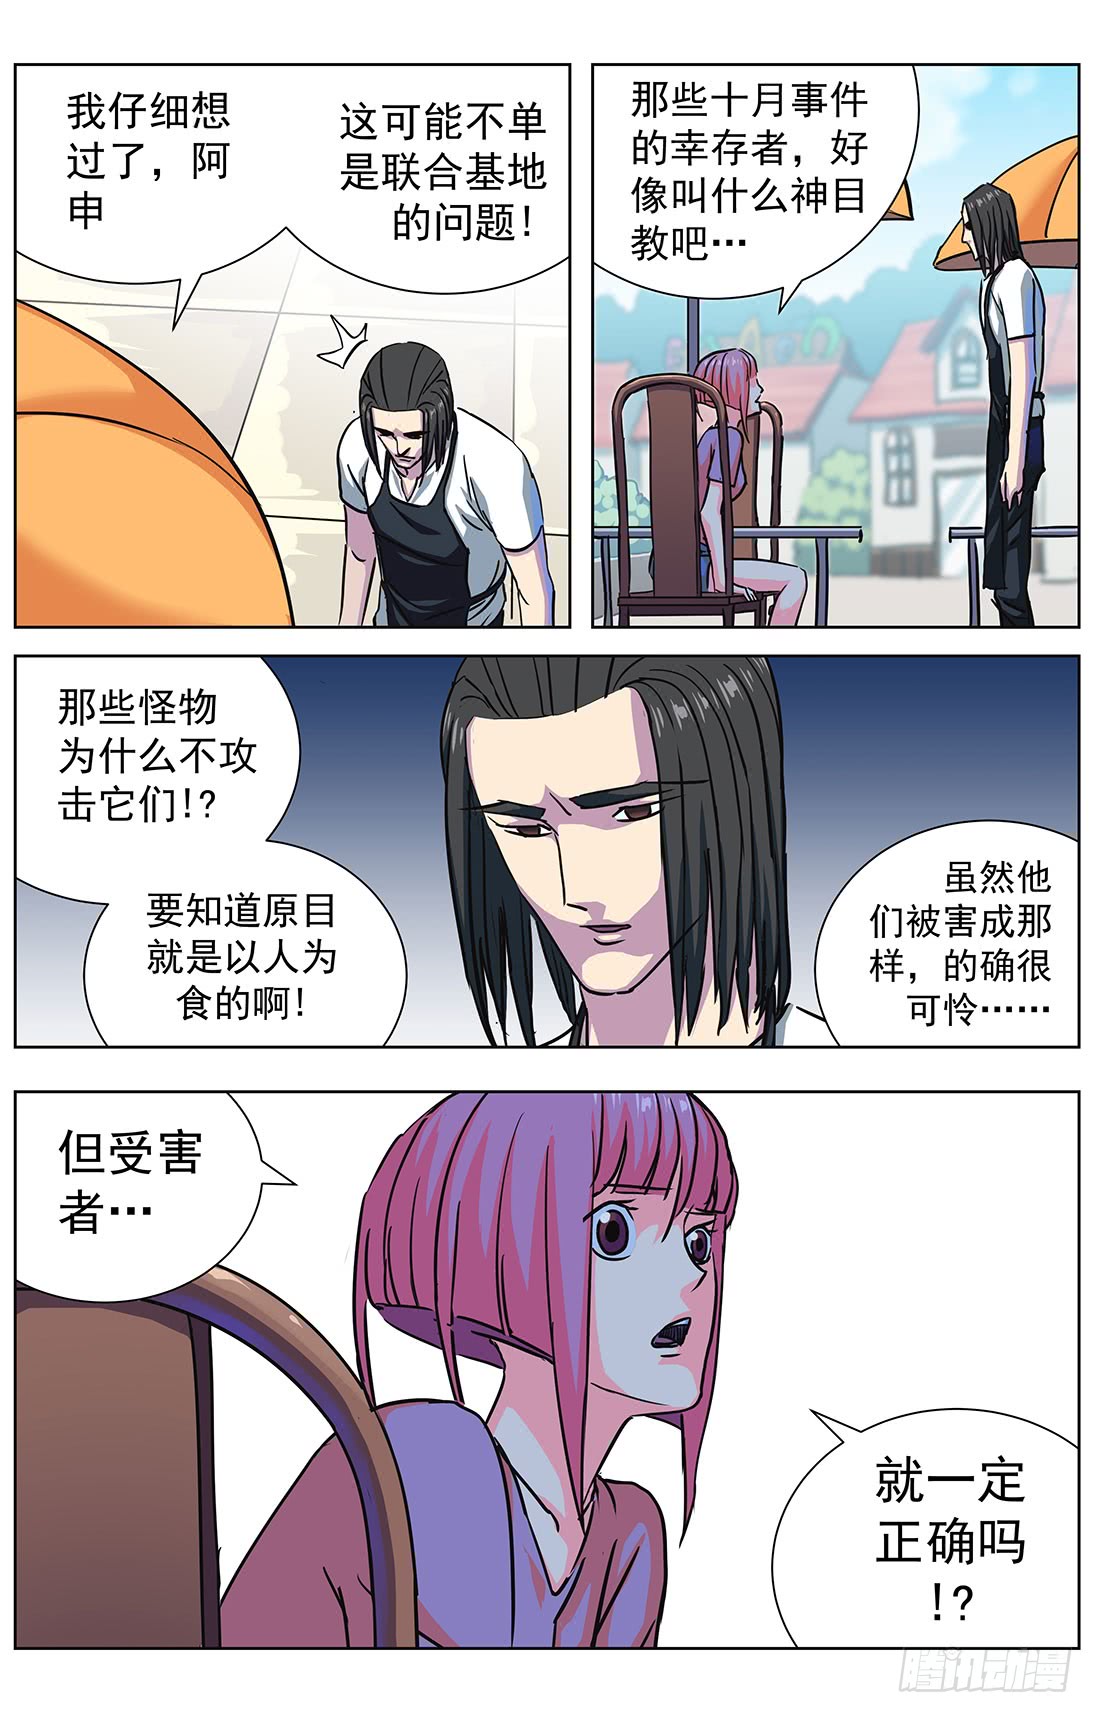 我仔细想
过了，阿
申
这可能不单
是联合基地
的问题！
那些十月事件
的幸存者，好
像叫什么神目
教吧…
那些怪物
为什么不攻
击它们!?
要知道原目
就是以人为
食的啊！
虽然他
们被害成那
样，的确很
可怜……
但受害
者…
就一定
正确吗
!?
腾讯动漫